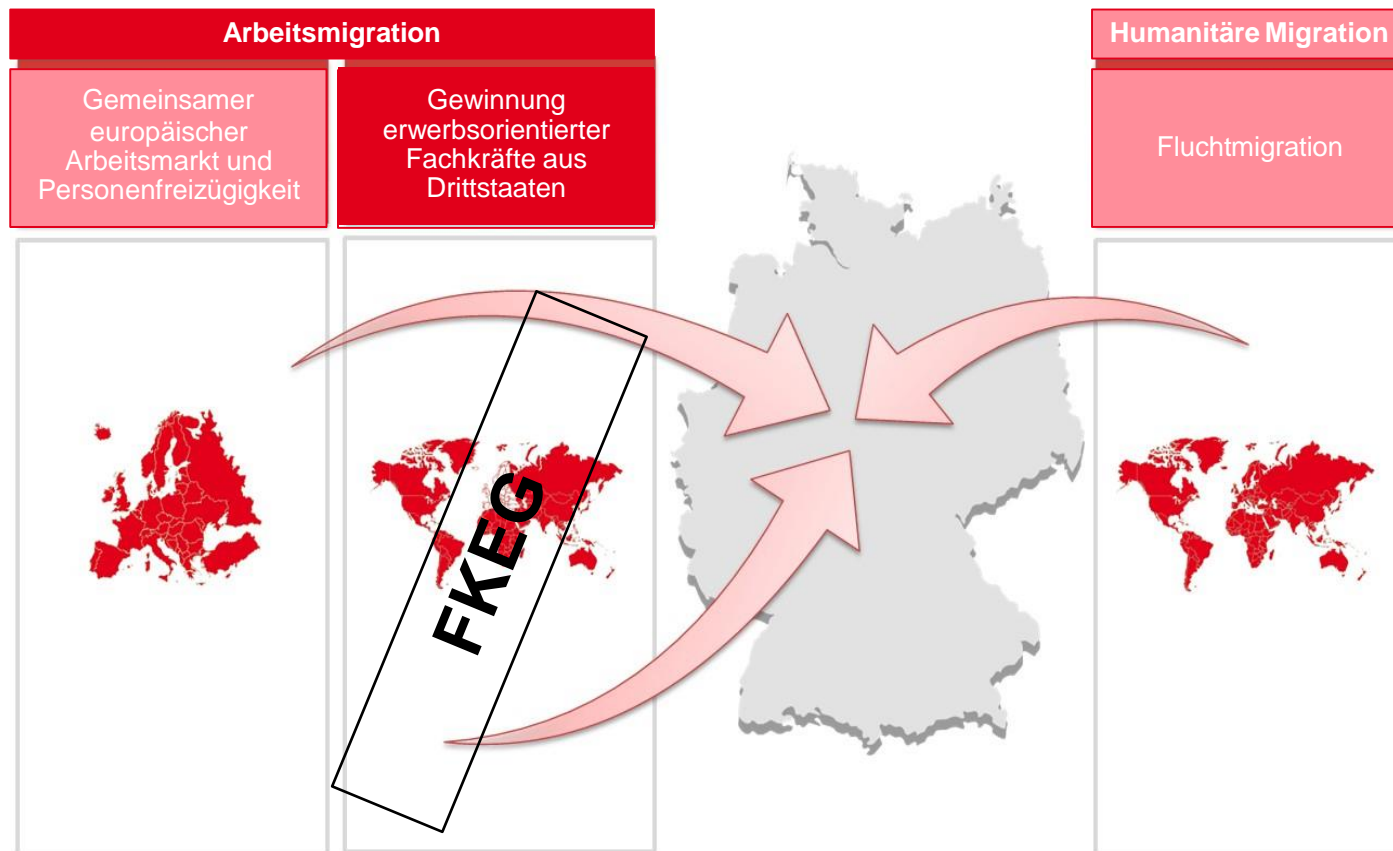 Arbeitsmigration
Humanitäre Migration
Gemeinsamer
europäischer
Arbeitsmarkt und
Personenfreizügigkeit
Gewinnung
erwerbsorientierter
Fachkräfte aus
Drittstaaten
Fluchtmigration
FKEG